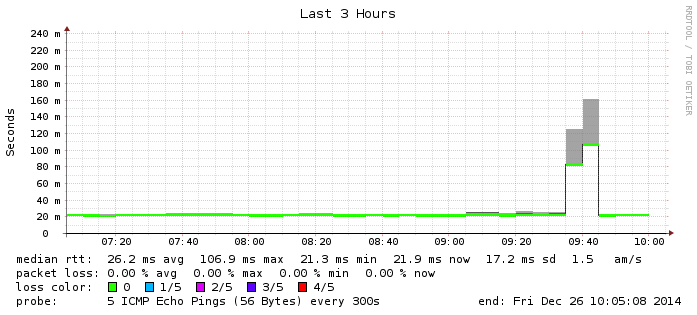 Last 3 Hours
RRDTOOL / TOBI OETIKER
Seconds
240 m
220 m
200 m
180 m
160 m
140 m
120 m
100 m
80 m
60 m
40 m
20 m
0
07:20 07:40 08:00 08:20 08:40 09:00 09:20 09:40 10:00
median rtt: 26.2 ms avg 106.9 ms max 21.3 ms min 21.9 ms now 17.2 ms sd 1.5 am/s
packet loss: 0.00 % avg 0.00 % max 0.00 % min 0.00 % now
loss color: 0 1/5 2/5 3/5 4/5
probe: 5 ICMP Echo Pings (56 Bytes) every 300s end: Fri Dec 26 10:05:08 2014